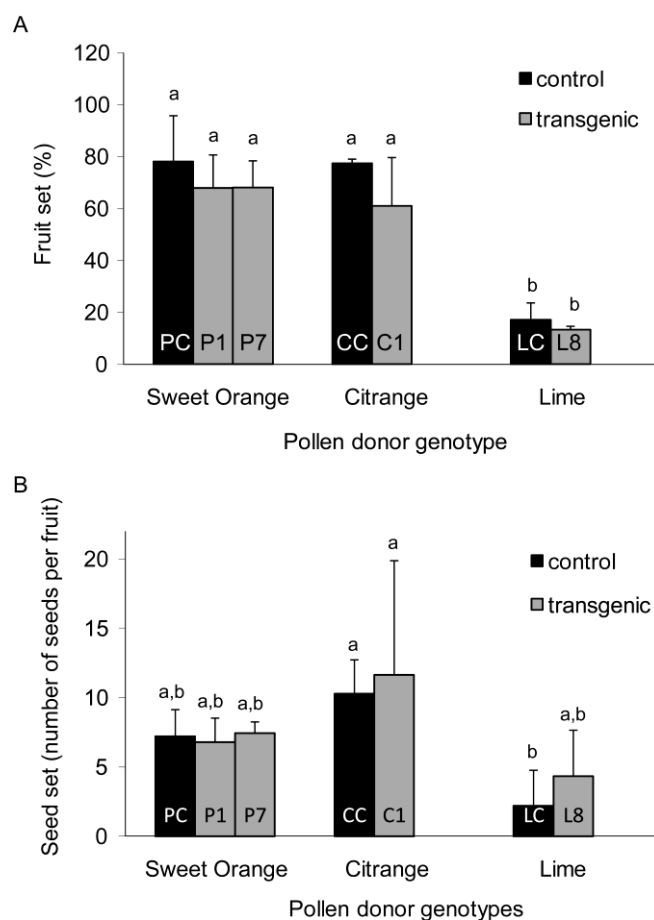 A
120
100
80
60
40
20
0
Fruit set (%)
a
a
a
a
a
b
b
control
transgenic
PC
P1
P7
CC
C1
LC
L8
Sweet Orange
Citrange
Lime
Pollen donor genotype
B
20
15
10
5
0
Seed set (number of seeds per fruit)
a,b
a,b
a,b
a
a
b
a,b
control
transgenic
PC
P1
P7
CC
C1
LC
L8
Sweet Orange
Citrange
Lime
Pollen donor genotypes